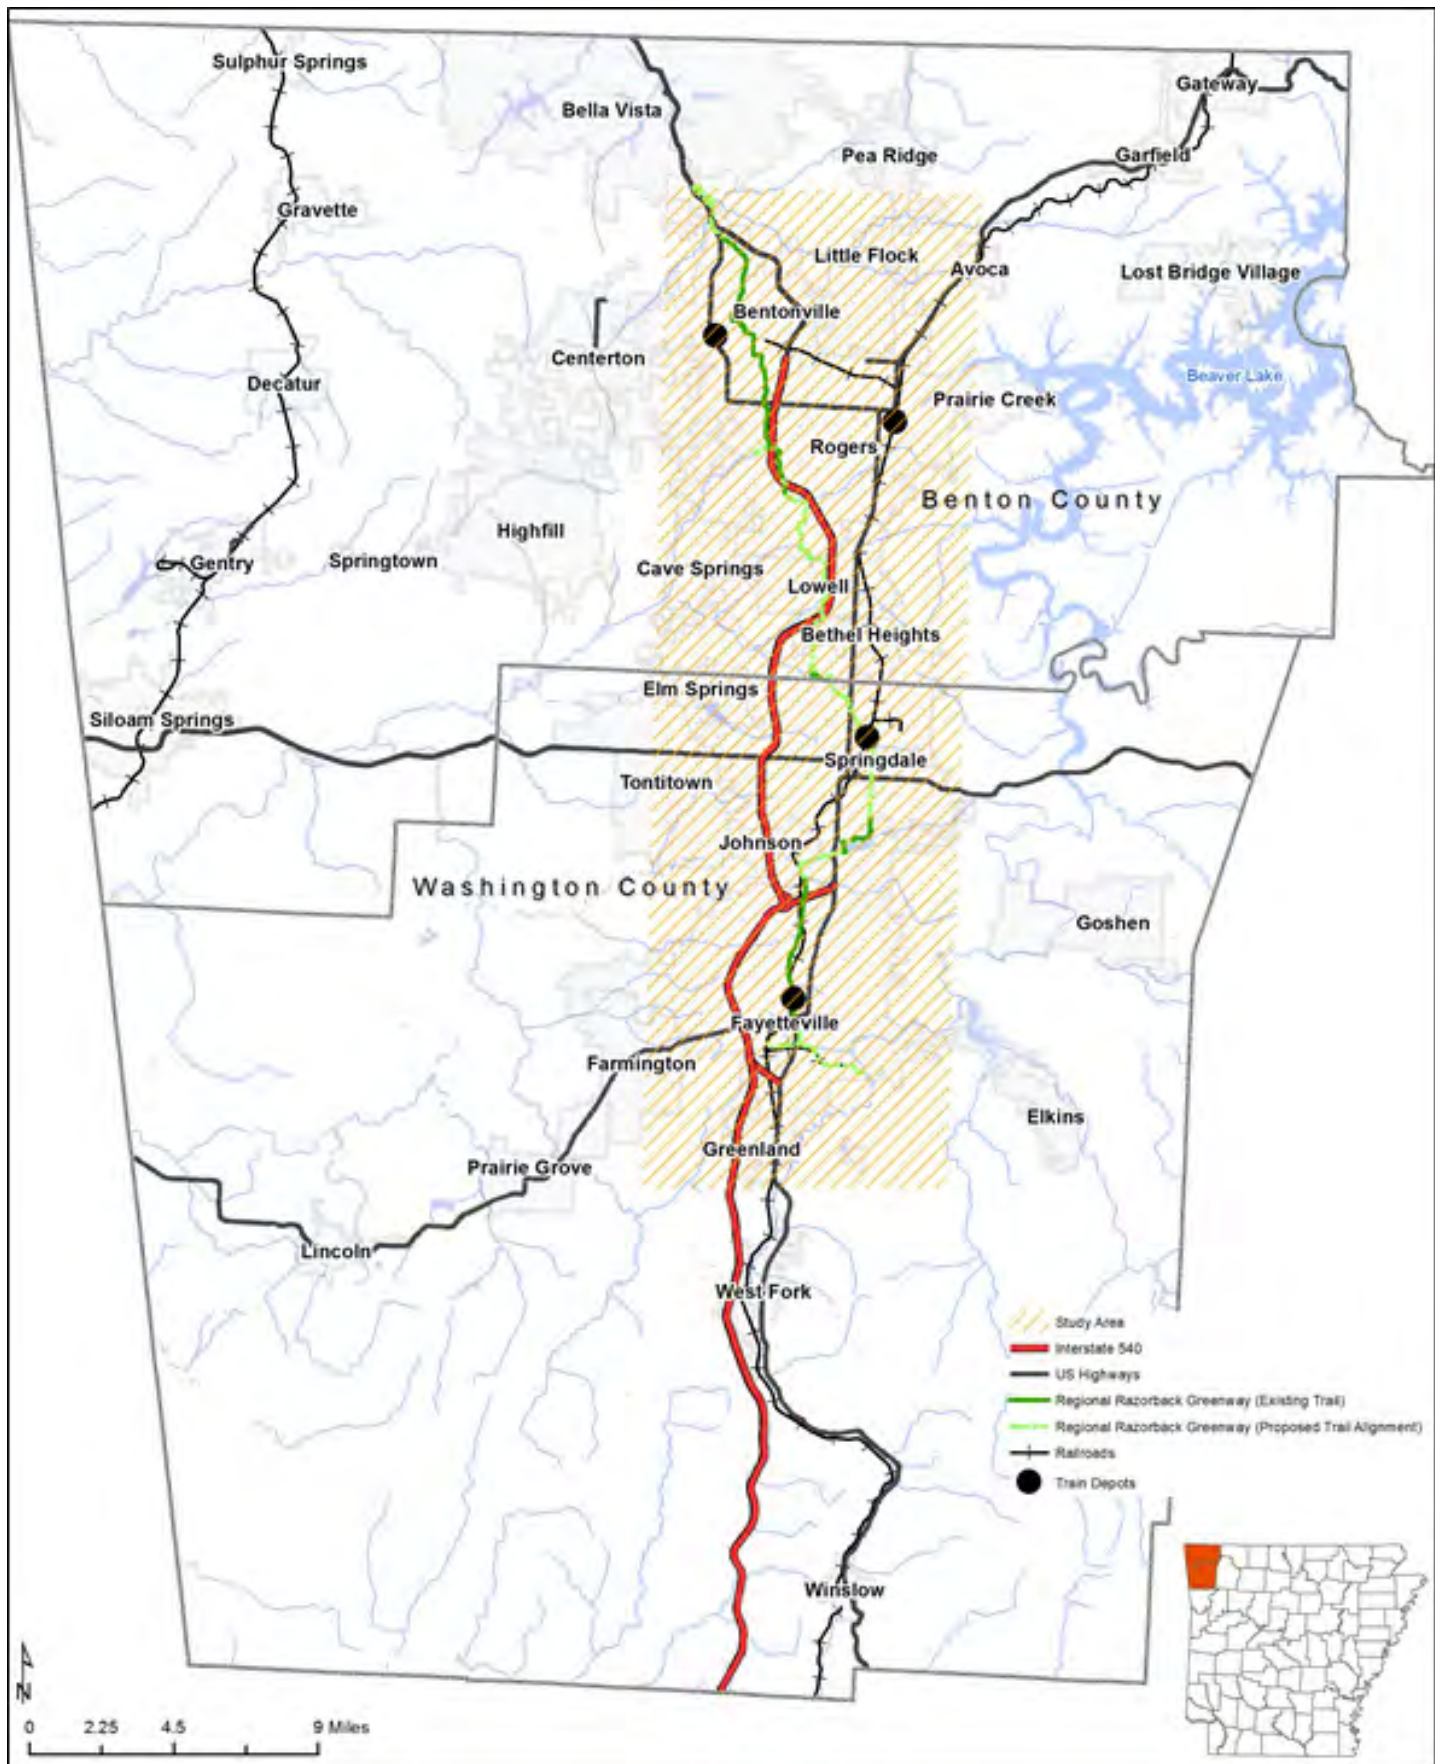 Sulphur Springs
Gateway
Bella Vista
Pea Ridge
Garfield
Gravette
Little Flock
Avoca
Lost Bridge Village
Bentonville
Centerton
Beaver Lake
Decatur
Prairie Creek
Rogers
Benton County
Highfill
Gentry
Springtown
Cave Springs
Lowell
Bethel Heights
Elm Springs
Siloam Springs
Springdale
Tontitown
Johnson
Washington County
Goshen
Fayetteville
Farmington
Elkins
Greenland
Prairie Grove
Lincoln
West Fork
Study Area
Interstate 540
US Highways
Regional Razorback Greenway (Existing Trail)
Regional Razorback Greenway (Proposed Trail Alignment)
Railroads
Train Depots
Winslow
N
0 2.25 4.5 9 Miles